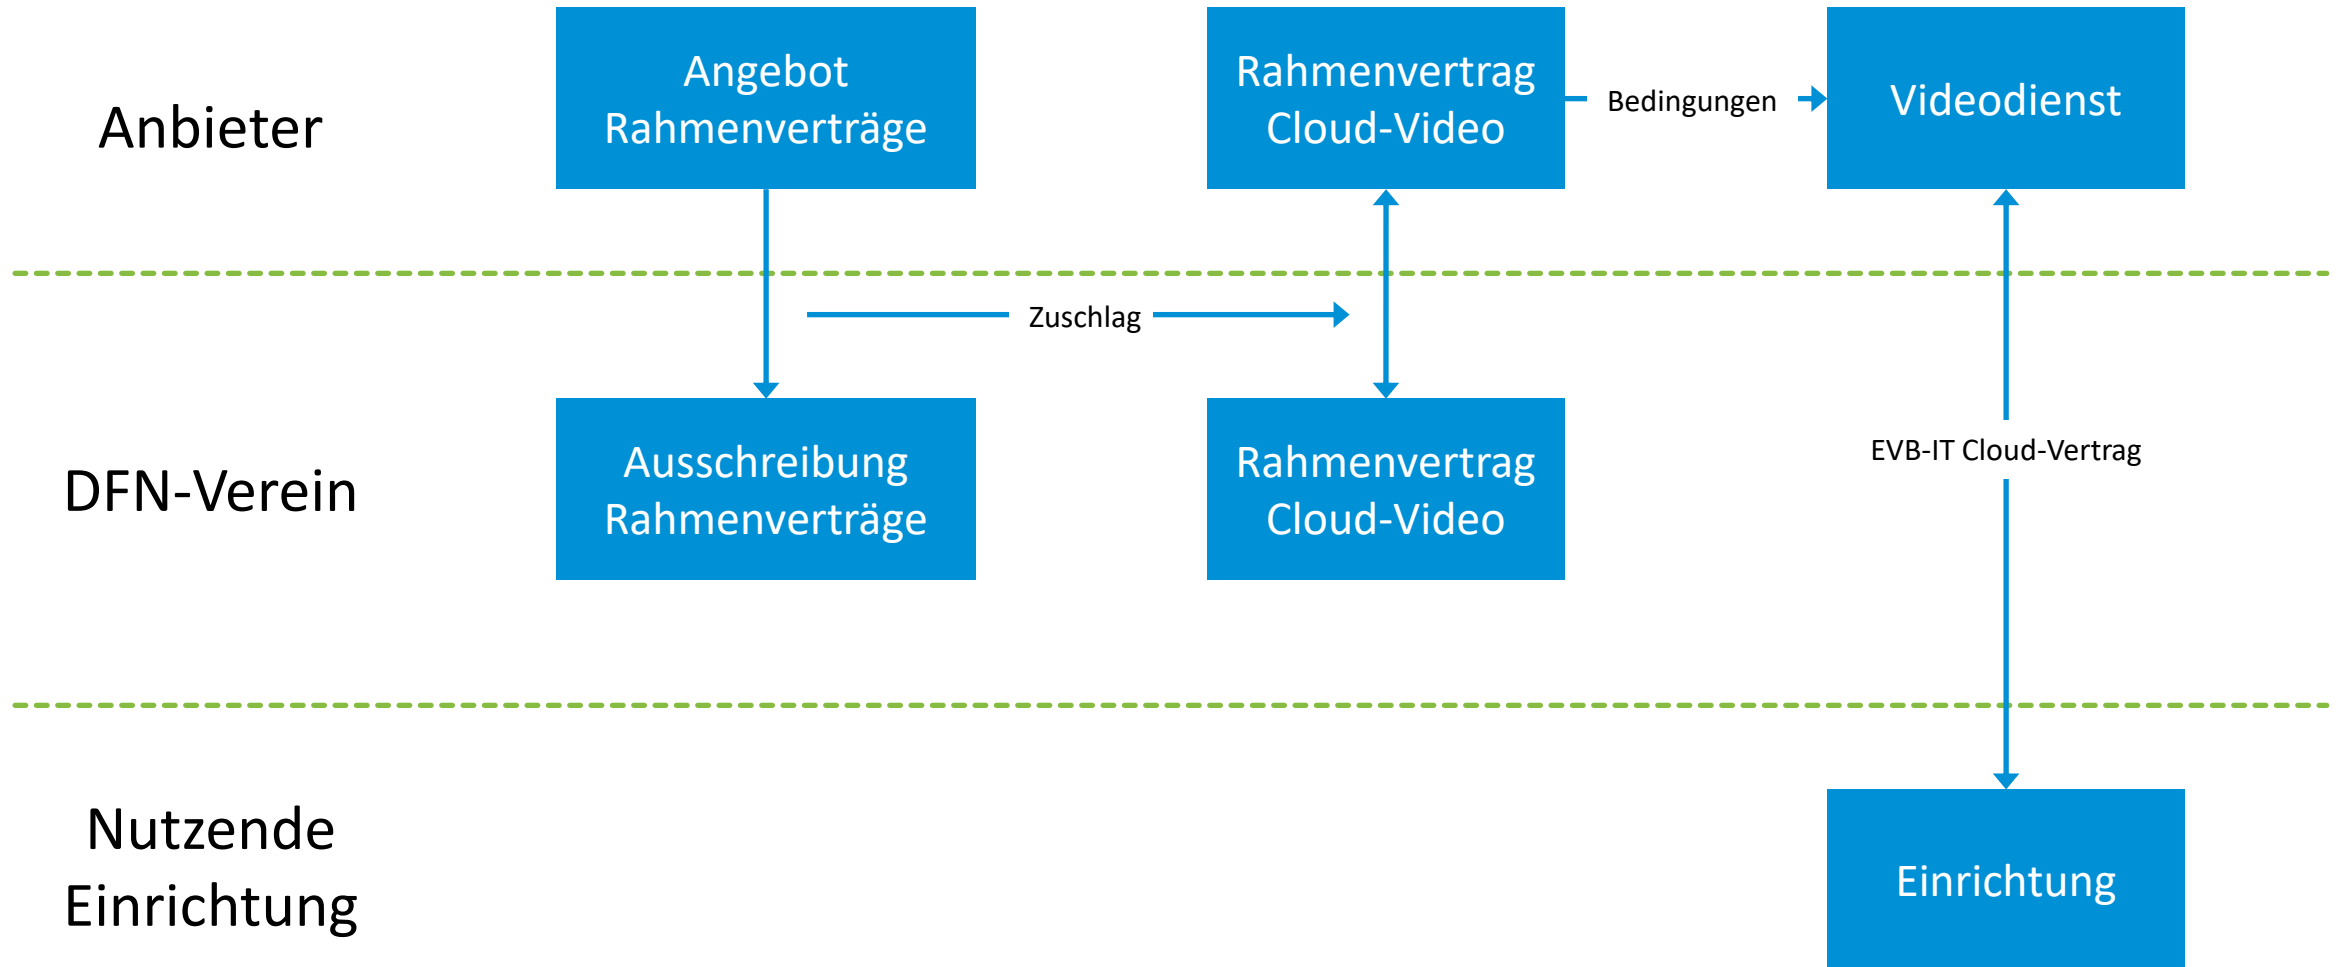 Anbieter
Angebot
Rahmenverträge
Rahmenvertrag
Cloud-Video
Bedingungen
Videodienst
Zuschlag
DFN-Verein
Ausschreibung
Rahmenverträge
Rahmenvertrag
Cloud-Video
EVB-IT Cloud-Vertrag
Nutzende
Einrichtung
Einrichtung